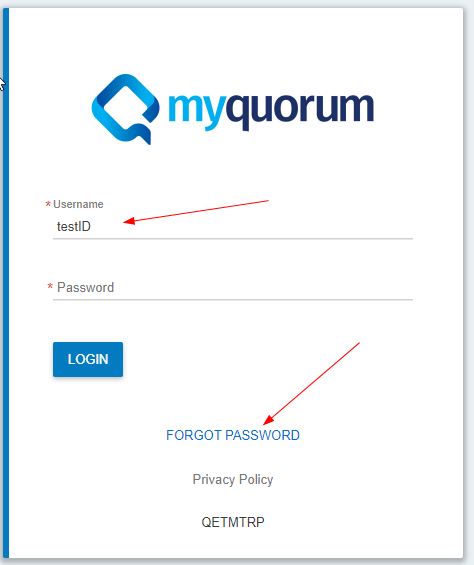 myquorum
* Username
testID
* Password
LOGIN
FORGOT PASSWORD
Privacy Policy
QETMTRP